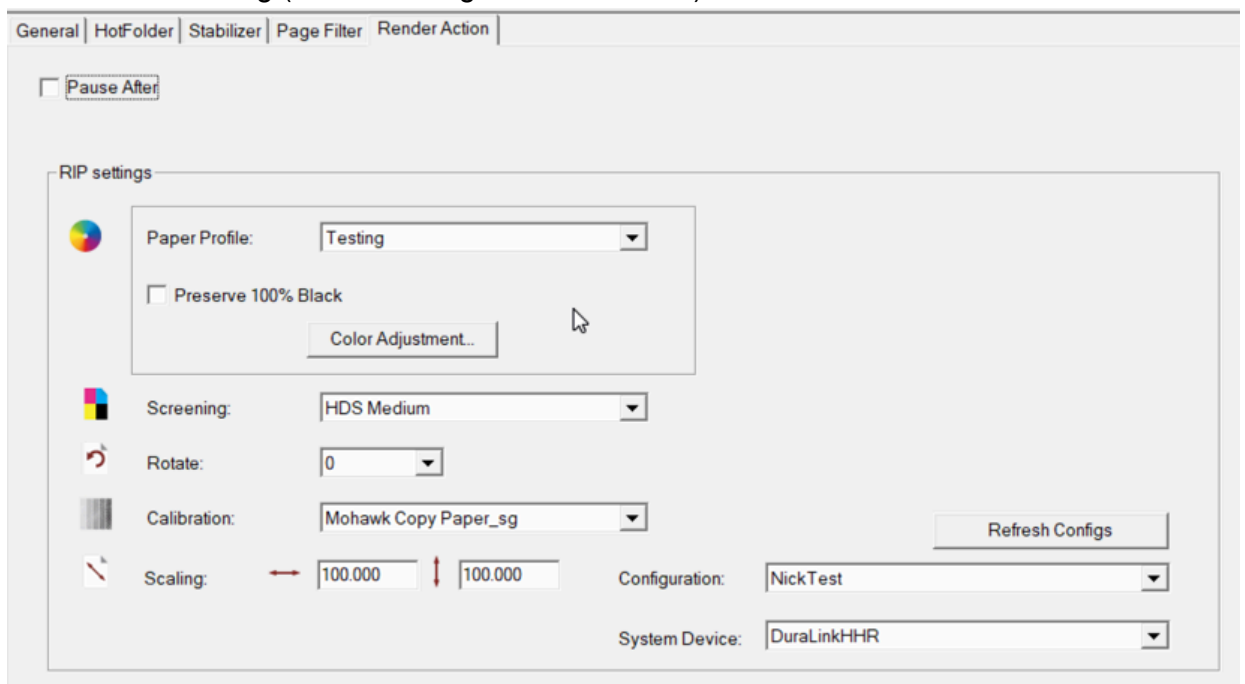 General HotFolder Stabilizer Page Filter Render Action
Pause After
RIP settings
Paper Profile: Testing
Preserve 100% Black
Color Adjustment...
Screening: HDS Medium
Rotate: 0
Calibration: Mohawk Copy Paper_sg
Refresh Configs
Scaling: 100.000 100.000 Configuration: NickTest
System Device: DuraLinkHHR